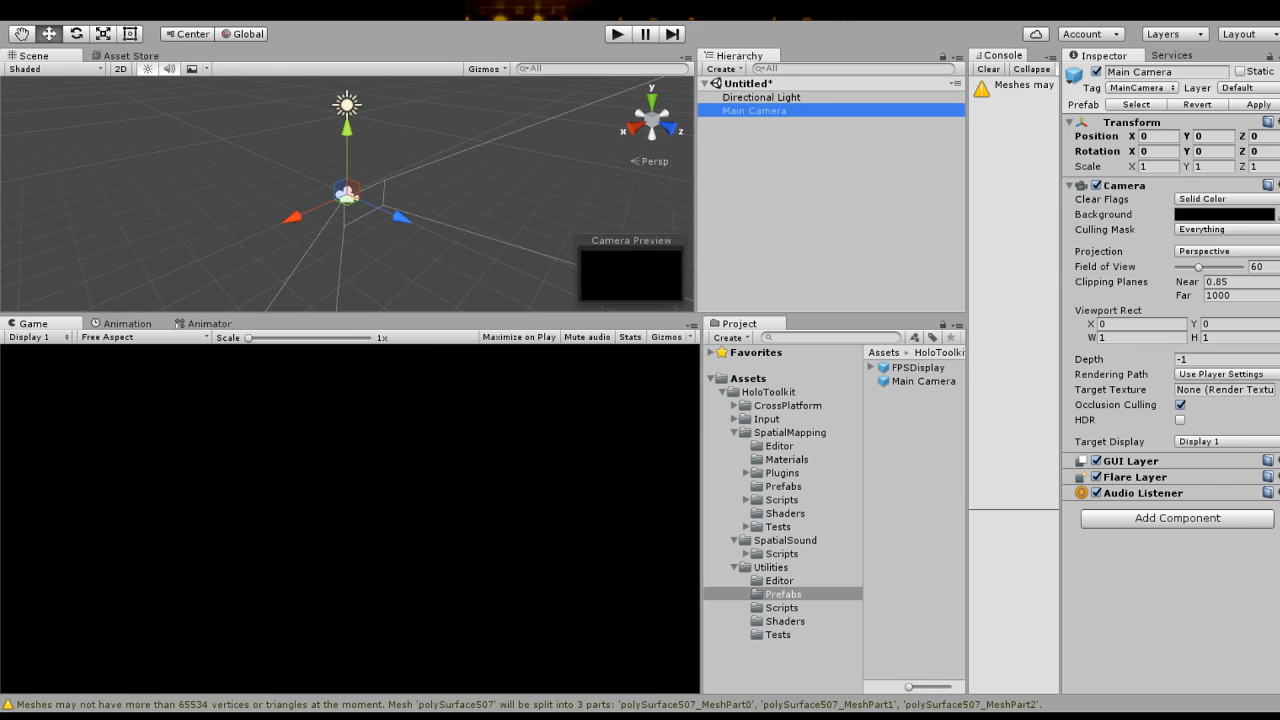 Center Global Account Layers Layout
Scene Asset Store
Shaded 2D Gizmos All
y
x z
Persp
Camera Preview
Hierarchy
Create All
Untitled*
Directional Light
Main Camera
Console
Clear Collapse
Meshes may
Inspector Services
Main Camera Static
Tag MainCamera Layer Default
Prefab Select Revert Apply
Transform
Position X 0 Y 0 Z 0
Rotation X 0 Y 0 Z 0
Scale X 1 Y 1 Z 1
Camera
Clear Flags Solid Color
Background
Culling Mask Everything
Projection Perspective
Field of View 60
Clipping Planes Near 0.85
Far 1000
Viewport Rect
X 0 Y 0
W 1 H 1
Depth -1
Rendering Path Use Player Settings
Target Texture None (Render Textu
Occlusion Culling
HDR
Target Display Display 1
GUI Layer
Flare Layer
Audio Listener
Add Component
Game Animation Animator
Display 1 Free Aspect Scale 1x Maximize on Play Mute audio Stats Gizmos
Project
Create
Favorites
Assets
HoloToolkit
CrossPlatform
Input
SpatialMapping
Editor
Materials
Plugins
Prefabs
Scripts
Shaders
Tests
SpatialSound
Scripts
Utilities
Editor
Prefabs
Scripts
Shaders
Tests
Assets HoloToolki
FPSDisplay
Main Camera
Meshes may not have more than 65534 vertices or triangles at the moment. Mesh 'polySurface507' will be split into 3 parts: 'polySurface507_MeshPart0', 'polySurface507_MeshPart1', 'polySurface507_MeshPart2'.